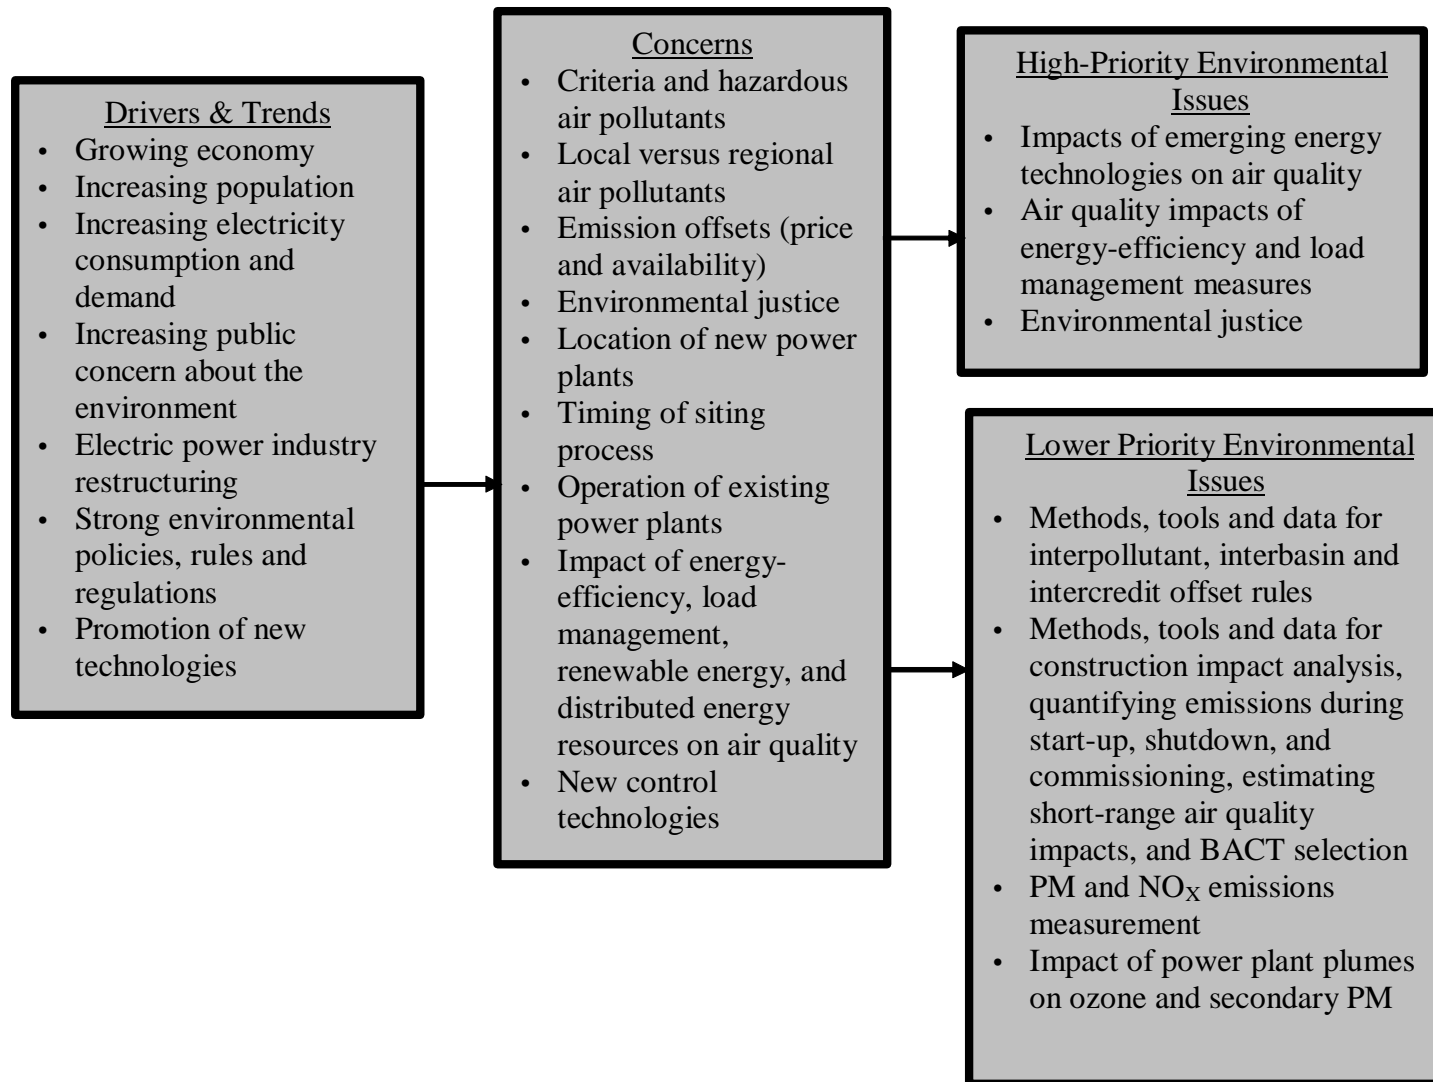 Drivers & Trends
• Growing economy
• Increasing population
• Increasing electricity
consumption and
demand
• Increasing public
concern about the
environment
• Electric power industry
restructuring
• Strong environmental
policies, rules and
regulations
• Promotion of new
technologies
Concerns
• Criteria and hazardous
air pollutants
• Local versus regional
air pollutants
• Emission offsets (price
and availability)
• Environmental justice
• Location of new power
plants
• Timing of siting
process
• Operation of existing
power plants
• Impact of energy-
efficiency, load
management,
renewable energy, and
distributed energy
resources on air quality
• New control
technologies
High-Priority Environmental
Issues
• Impacts of emerging energy
technologies on air quality
• Air quality impacts of
energy-efficiency and load
management measures
• Environmental justice
Lower Priority Environmental
Issues
• Methods, tools and data for
interpollutant, interbasin and
intercredit offset rules
• Methods, tools and data for
construction impact analysis,
quantifying emissions during
start-up, shutdown, and
commissioning, estimating
short-range air quality
impacts, and BACT selection
• PM and NOX emissions
measurement
• Impact of power plant plumes
on ozone and secondary PM